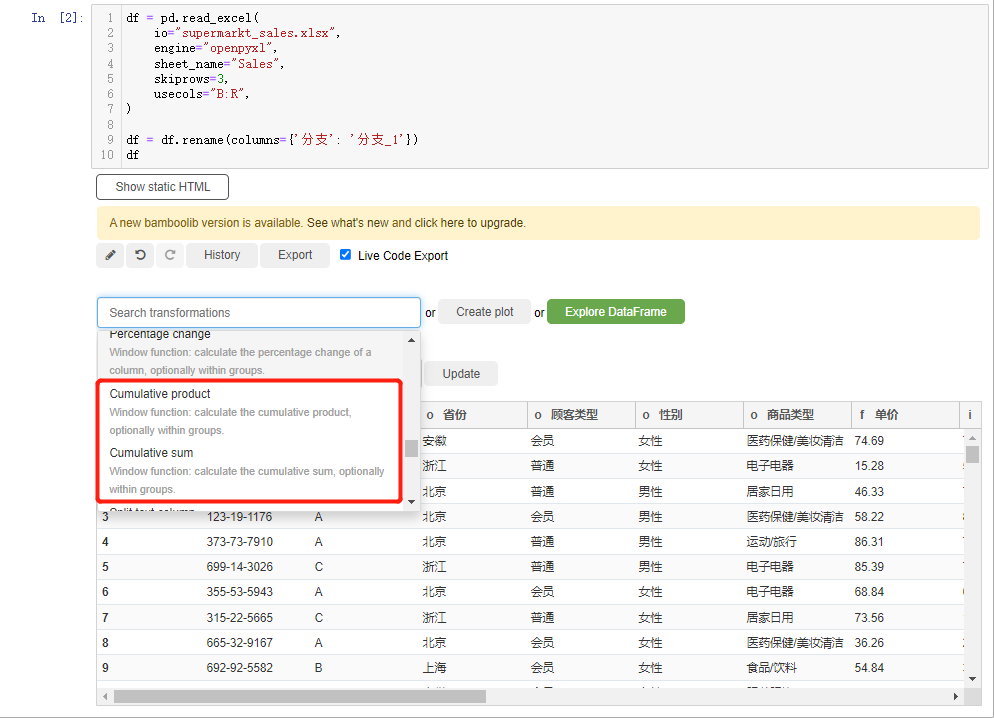 In [2]:
1 df = pd.read_excel(
2 io="supermarkt_sales.xlsx",
3 engine="openpyxl",
4 sheet_name="Sales",
5 skiprows=3,
6 usecols="B:R",
7 )
8
9 df = df.rename(columns={'分支': '分支_1'})
10 df
Show static HTML
A new bamboolib version is available. See what's new and click here to upgrade.
History Export Live Code Export
Search transformations or Create plot or Explore DataFrame
Percentage change
Window function: calculate the percentage change of a
column, optionally within groups.
Update
Cumulative product
Window function: calculate the cumulative product,
optionally within groups.
Cumulative sum
Window function: calculate the cumulative sum, optionally
within groups.
Split text column
o 省份 o 顾客类型 o 性别 o 商品类型 f 单价 i
安徽 会员 女性 医药保健/美妆清洁 74.69
浙江 普通 女性 电子电器 15.28
北京 普通 男性 居家日用 46.33
3 123-19-1176 A 北京 会员 男性 医药保健/美妆清洁 58.22
4 373-73-7910 A 北京 普通 男性 运动/旅行 86.31
5 699-14-3026 C 浙江 普通 男性 电子电器 85.39
6 355-53-5943 A 北京 会员 女性 电子电器 68.84
7 315-22-5665 C 浙江 普通 女性 居家日用 73.56
8 665-32-9167 A 北京 会员 女性 医药保健/美妆清洁 36.26
9 692-92-5582 B 上海 会员 女性 食品/饮料 54.84